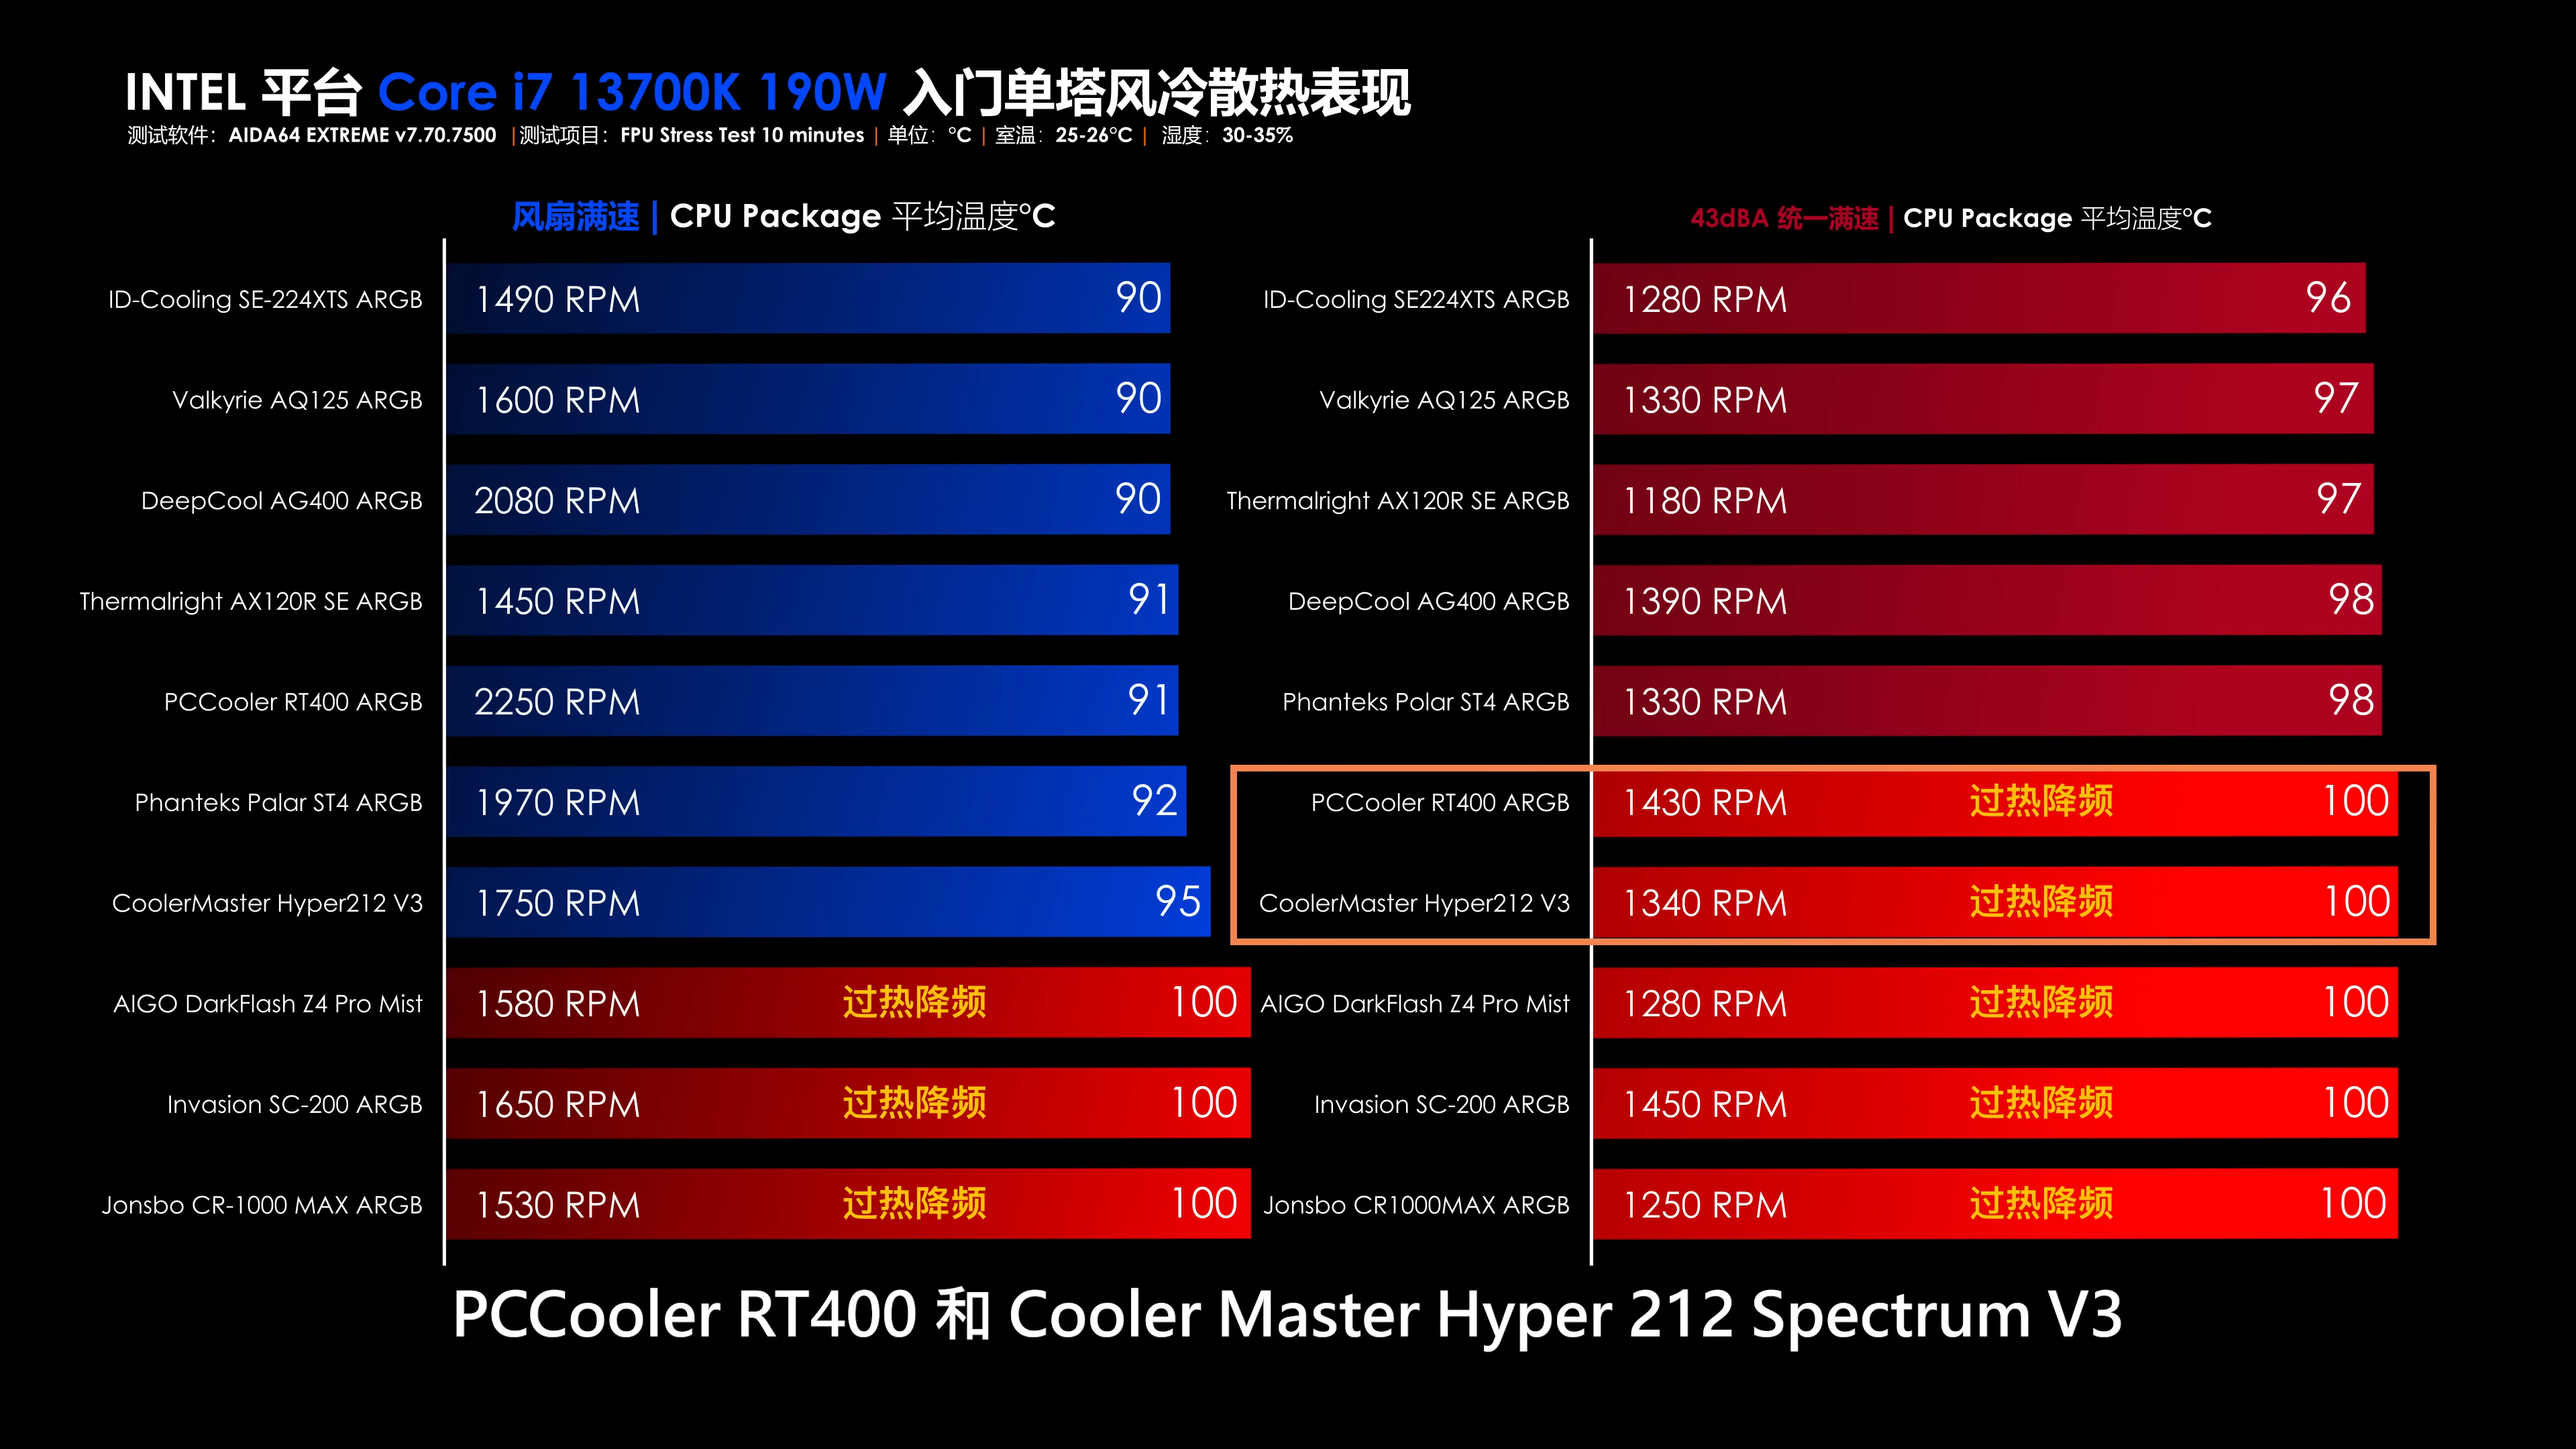 INTEL 平台 Core i7 13700K 190W 入门单塔风冷散热表现
测试软件：AIDA64 EXTREME v7.70.7500 |测试项目：FPU Stress Test 10 minutes | 单位：°C | 室温：25-26°C | 湿度：30-35%
风扇满速 | CPU Package 平均温度°C
ID-Cooling SE-224XTS ARGB 1490 RPM 90
Valkyrie AQ125 ARGB 1600 RPM 90
DeepCool AG400 ARGB 2080 RPM 90
Thermalright AX120R SE ARGB 1450 RPM 91
PCCooler RT400 ARGB 2250 RPM 91
Phanteks Palar ST4 ARGB 1970 RPM 92
CoolerMaster Hyper212 V3 1750 RPM 95
AIGO DarkFlash Z4 Pro Mist 1580 RPM 过热降频 100
Invasion SC-200 ARGB 1650 RPM 过热降频 100
Jonsbo CR-1000 MAX ARGB 1530 RPM 过热降频 100
43dBA 统一满速 | CPU Package 平均温度°C
ID-Cooling SE224XTS ARGB 1280 RPM 96
Valkyrie AQ125 ARGB 1330 RPM 97
Thermalright AX120R SE ARGB 1180 RPM 97
DeepCool AG400 ARGB 1390 RPM 98
Phanteks Polar ST4 ARGB 1330 RPM 98
PCCooler RT400 ARGB 1430 RPM 过热降频 100
CoolerMaster Hyper212 V3 1340 RPM 过热降频 100
AIGO DarkFlash Z4 Pro Mist 1280 RPM 过热降频 100
Invasion SC-200 ARGB 1450 RPM 过热降频 100
Jonsbo CR1000MAX ARGB 1250 RPM 过热降频 100
PCCooler RT400 和 Cooler Master Hyper 212 Spectrum V3